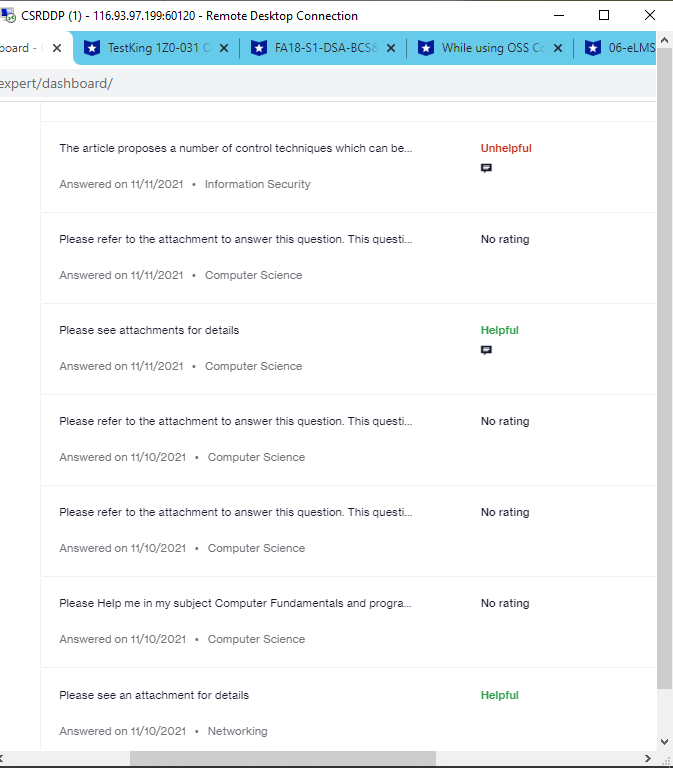 CSRDDP (1) - 116.93.97.199:60120 - Remote Desktop Connection
board - TestKing 1Z0-031 FA18-S1-DSA-BCS& While using OSS Co 06-eLMS
expert/dashboard/
The article proposes a number of control techniques which can be... Unhelpful
Answered on 11/11/2021 • Information Security
Please refer to the attachment to answer this question. This questi... No rating
Answered on 11/11/2021 • Computer Science
Please see attachments for details Helpful
Answered on 11/11/2021 • Computer Science
Please refer to the attachment to answer this question. This questi... No rating
Answered on 11/10/2021 • Computer Science
Please refer to the attachment to answer this question. This questi... No rating
Answered on 11/10/2021 • Computer Science
Please Help me in my subject Computer Fundamentals and progra... No rating
Answered on 11/10/2021 • Computer Science
Please see an attachment for details Helpful
Answered on 11/10/2021 • Networking